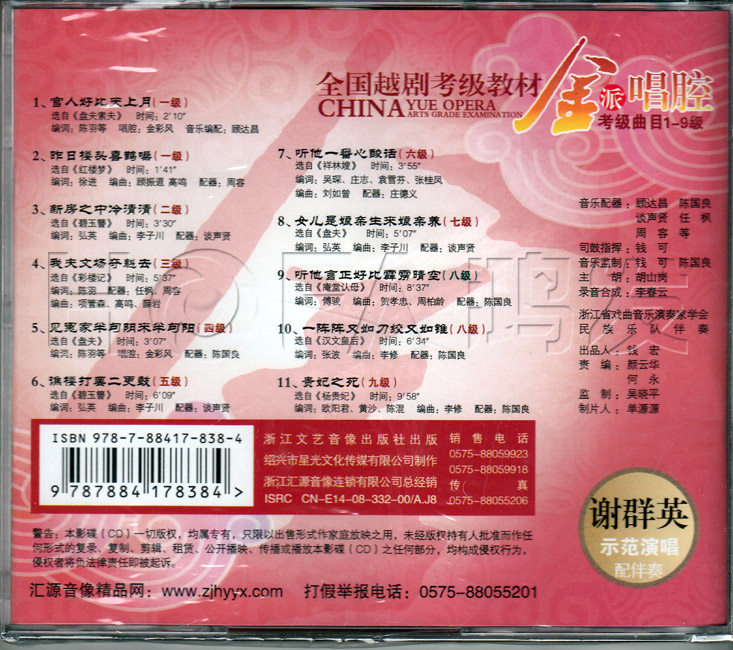 全国越剧考级教材
CHINA YUE OPERA
ARTS GRADE EXAMINATION
金派唱腔
考级曲目1-9级
1、官人好比天上月(一级)
选自《盘夫索夫》 时间：2'10"
编词：陈羽等 唱腔：金彩风 音乐编配：顾达昌
2、昨日楼头喜鹊噪(一级)
选自《红楼梦》 时间：1'41"
编词：徐进 编曲：顾振遐 高鸣 配器：周容
3、新房之中冷清清(二级)
选自《碧玉簪》 时间：3'30"
编词：弘英 编曲：李子川 配器：谈声贤
4、我夫文场夺魁去(三级)
选自《彩楼记》 时间：5'37"
编词：陈羽 配器：任枫、周容
编曲：项管森、高鸣、薛岩
5、见冤家半句阴来半句阳(四级)
选自《盘夫》 时间：3'07"
编词：陈羽等 唱腔：金彩风 配器：陈国良
6、谯楼打罢二更鼓(五级)
选自《碧玉簪》 时间：6'09"
编词：弘英 编曲：李子川 配器：谈声贤
7、听他一番心酸话(六级)
选自《祥林嫂》 时间：3'55"
编词：吴琛、庄志、袁雪芬、张桂凤
编曲：刘如曾 配器：庄德义
8、女儿是娘亲生来娘亲养(七级)
选自《盘夫》 时间：5'07"
编词：弘英 编曲：李子川 配器：谈声贤
9、听他言正好比霹雳晴空(八级)
选自《庵堂认母》 时间：8'37"
编词：傅骏 编曲：贺孝忠、周柏龄 配器：陈国良
10、一阵阵又如刀绞又如锥(八级)
选自《汉文皇后》 时间：6'34"
编词：张波 编曲：李修 配器：陈国良
11、贵妃之死(九级)
选自《杨贵妃》 时间：9'58"
编词：欧阳君、黄沙、陈混 编曲：李修 配器：陈国良
音乐配器：顾达昌 陈国良
谈声贤 任枫
周容 等
司鼓指挥：钱可
音乐监制：钱可 陈国良
主胡：胡山岗
录音合成：李春云
浙江省戏曲音乐演奏家学会
民族乐队伴奏
出品人：钱宏
责编：颜云华
何永
监制：吴晓平
制片人：单源源
ISBN 978-7-88417-838-4
9 787884 178384 >
浙江文艺音像出版社出版
绍兴市星光文化传媒有限公司制作
浙江汇源音像连锁有限公司总经销
ISRC CN-E14-08-332-00/A.J8
销售电话
0575-88059923
0575-88059918
传真
0575-88055206
谢群英
示范演唱
配伴奏
警告：本影碟(CD)一切版权，均属专有，只限以出售形式作家庭放映之用，未经版权持有人批准而作任
何形式的复录、复制、剪辑、租赁、公开播映、传播或播放本影碟(CD)之任何部分，均构成侵权行为，
侵权者将负法律责任即被起诉。
汇源音像精品网：www.zjhyyx.com 打假举报电话：0575-88055201